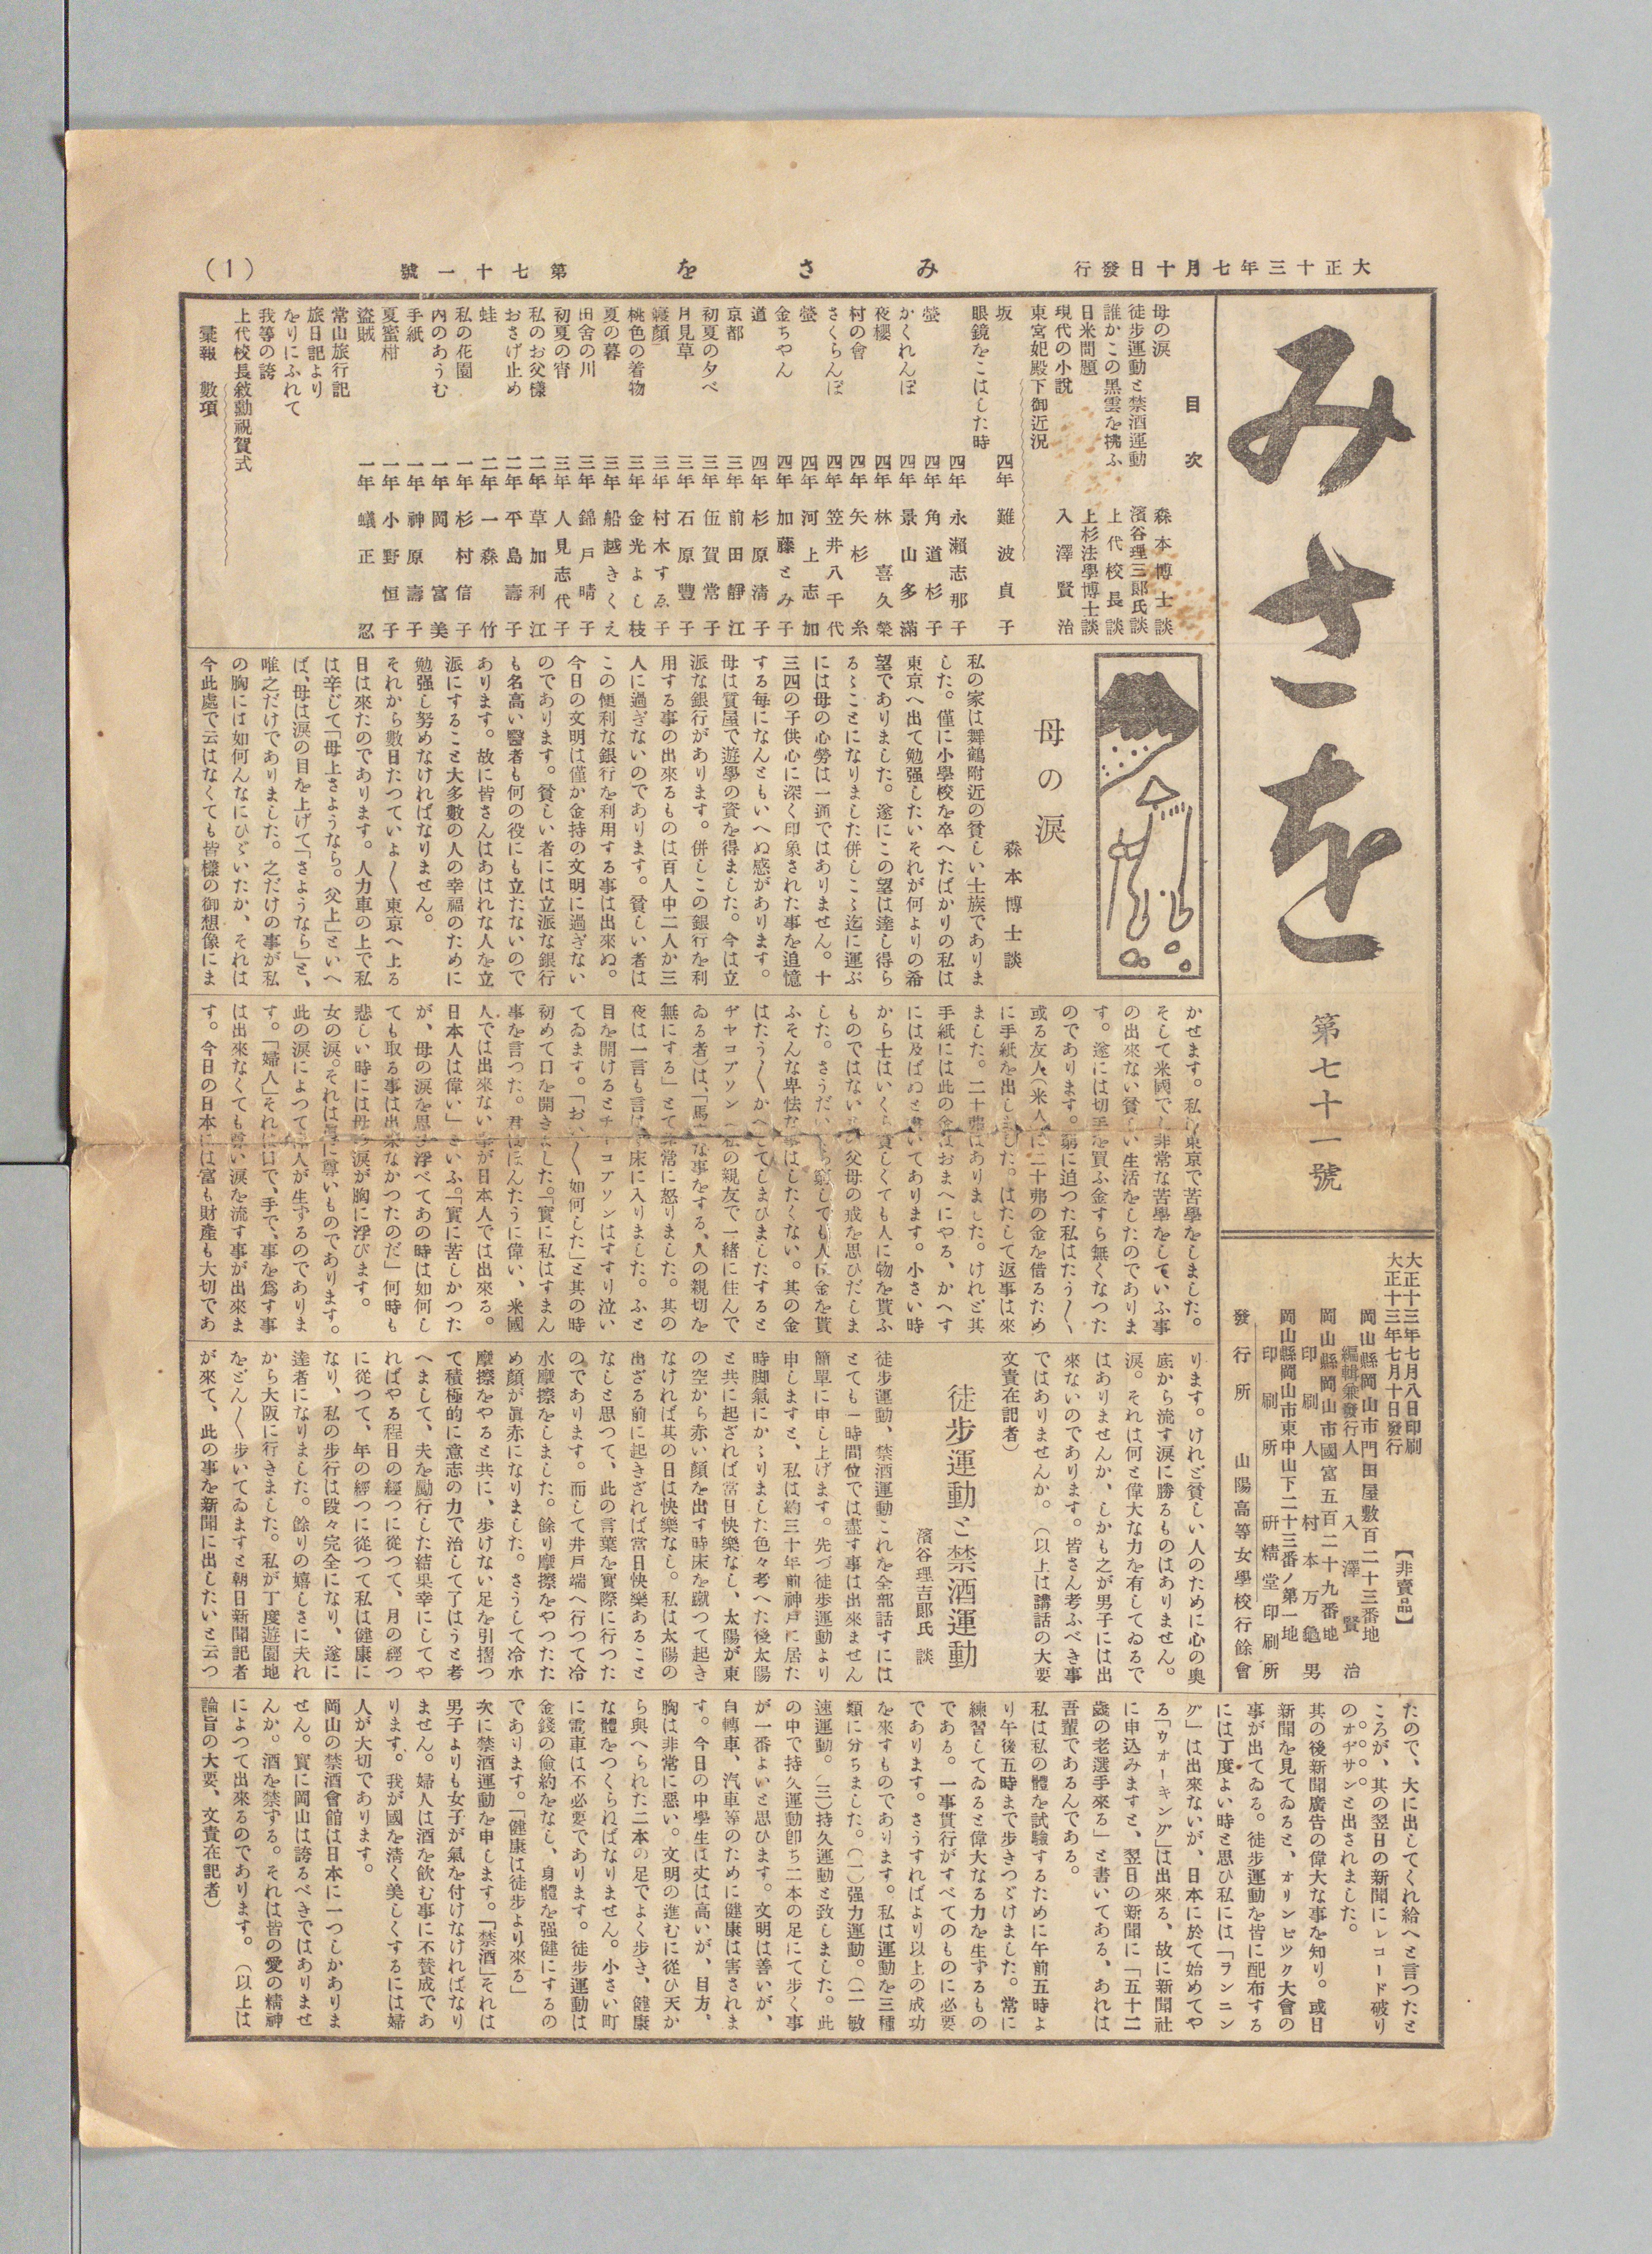 大正十三年七月十日發行
みさを
第七十一號
(1)
みさを
第七十一號
大正十三年七月八日印刷
大正十三年七月十日發行
【非賣品】
岡山縣岡山市門田屋敷百二十三番地
編輯兼發行人 入澤賢治
岡山縣岡山市國富五百二十九番地
印刷人 村本万龜男
岡山縣岡山市東中山下二十三番ノ第一地
印刷所 研精堂印刷所
發行所 山陽高等女學校行餘會
目次
母の涙 森本博士談
徒步運動と禁酒運動 濱谷理三郞氏談
誰かこの黑雲を拂ふ 上代校長談
日米問題 上杉法學博士談
現代の小說 入澤賢治
東宮妃殿下御近況
坂 四年 難波貞子
眼鏡をこはした時 四年 永瀨志那子
螢 四年 角道杉子
かくれんぼ 四年 景山多滿
夜櫻 四年 林喜久榮
村の會 四年 矢杉糸
さくらんぼ 四年 笠井八千代
螢 四年 河上志加
金ちやん 四年 加藤とみ子
道 四年 杉原淸子
京都 三年 前田靜江
初夏の夕べ 三年 伍賀常子
月見草 三年 石原豐子
寢顏 三年 村木すゑ子
桃色の着物 三年 金光よし枝
夏の暮 三年 船越きくえ
田舍の川 三年 錦戶晴子
初夏の宵 三年 人見志代子
私のお父樣 二年 草加利江
おさげ止め 二年 平島壽子
蛙 二年 一森竹
私の花園 一年 杉村信子
內のあうむ 一年 岡富美
手紙 一年 神原壽子
夏蜜柑 一年 小野恒子
盜賊 一年 蟻正忍
常山旅行記
旅日記より
をりにふれて
我等の誇
上代校長敍勳祝賀式
彙報 數項
母の涙
森本博士談
私の家は舞鶴附近の貧しい士族でありま
した。僅に小學校を卒へたばかりの私は
東京へ出て勉强したいそれが何よりの希
望でありました。遂にこの望は達し得ら
るゝことになりました併しこゝ迄に運ぶ
には母の心勞は一通ではありません。十
三四の子供心に深く印象された事を追憶
する每になんともいへぬ感があります。
母は質屋で遊學の資を得ました。今は立
派な銀行があります。併しこの銀行を利
用する事の出來るものは百人中二人か三
人に過ぎないのであります。貧しい者は
この便利な銀行を利用する事は出來ぬ。
今日の文明は僅か金持の文明に過ぎない
のであります。貧しい者には立派な銀行
も名高い醫者も何の役にも立たないので
あります。故に皆さんはあはれな人を立
派にすること大多數の人の幸福のために
勉强し努めなければなりません。
それから數日たつていよ〱東京へ上る
日は來たのであります。人力車の上で私
は辛じて「母上さようなら。父上」といへ
ば、母は涙の目を上げて「さようなら」と、
唯之だけでありました。之だけの事が私
の胸には如何んなにひゞいたか、それは
今此處で云はなくても皆樣の御想像にま
かせます。私は東京で苦學をしました。
そして米國でも非常な苦學をしていふ事
の出來ない貧しい生活をしたのでありま
す。遂には切手を買ふ金すら無くなつた
のであります。窮に迫つた私はたう〱
或る友人(米人)に二十弗の金を借るため
に手紙を出しました。はたして返事は來
ました。二十弗はありました。けれど其
手紙には此の金はおまへにやる、かへす
には及ばぬと書いてあります。小さい時
から士はいくら貧しくても人に物を貰ふ
ものではないと父母の戒を思ひだしま
した。さうだいくら窮しても人に金を貰
ふそんな卑怯な事はしたくない。其の金
はたう〱かへしてしまひましたすると
ヂヤコブソン(私の親友で一緖に住んで
ゐる者)は、「馬鹿な事をする、人の親切を
無にする」とて非常に怒りました。其の
夜は一言も言はず床に入りました。ふと
目を開けるとヂヤコブソンはすすり泣い
てゐます。「おい〱如何した」と其の時
初めて口を開きました。「實に私はすまん
事を言つた。君はほんたうに偉い、米國
人では出來ない事が日本人では出來る。
日本人は偉い」といふ。「實に苦しかつた
が、母の涙を思ひ浮べてあの時は如何し
ても取る事は出來なかつたのだ」何時も
悲しい時には母の涙が胸に浮びます。
女の涙。それは實に尊いものであります。
此の涙によつて偉人が生ずるのでありま
す。「婦人」それは口で、手で、事を爲す事
は出來なくても尊い涙を流す事が出來ま
す。今日の日本には富も財產も大切であ
ります。けれど貧しい人のために心の奧
底から流す涙に勝るものはありません。
涙。それは何と偉大な力を有してゐるで
はありませんか、しかも之が男子には出
來ないのであります。皆さん考ふべき事
ではありませんか。(以上は講話の大要
文責在記者)
徒步運動と禁酒運動
濱谷理吉郞氏談
徒步運動、禁酒運動これを全部話すには
とても一時間位では盡す事は出來ません
簡單に申し上げます。先づ徒步運動より
申しますと、私は約三十年前神戶に居た
時脚氣にかゝりました色々考へた後太陽
と共に起ざれば當日快樂なし、太陽が東
の空から赤い顏を出す時床を蹴つて起き
なければ其の日は快樂なし。私は太陽の
出ざる前に起きざれば當日快樂あること
なしと思つて、此の言葉を實際に行つた
のであります。而して井戶端へ行つて冷
水摩擦をしました。餘り摩擦をやつたた
め顏が眞赤になりました。さうして冷水
摩擦をやると共に、步けない足を引摺つ
て積極的に意志の力で治して了はうと考
へまして、夫を勵行した結果幸にしてや
ればやる程日の經つに從つて、月の經つ
に從つて、年の經つに從つて私は健康に
なり、私の步行は段々完全になり、遂に
達者になりました。餘りの嬉しさに夫れ
から大阪に行きました。私が丁度遊園地
をどん〱步いてゐますと朝日新聞記者
が來て、此の事を新聞に出したいと云つ
たので、大に出してくれ給へと言つたと
ころが、其の翌日の新聞にレコード破り
のオヂサンと出されました。
其の後新聞廣告の偉大な事を知り。或日
新聞を見てゐると、オリンピツク大會の
事が出てゐる。徒步運動を皆に配布する
には丁度よい時と思ひ私には「ランニン
グ」は出來ないが、日本に於て始めてや
る「ウオーキング」は出來る、故に新聞社
に申込みますと、翌日の新聞に「五十二
歲の老選手來る」と書いてある、あれは
吾輩であるんである。
私は私の體を試驗するために午前五時よ
り午後五時まで步きつゞけました。常に
練習してゐると偉大なる力を生ずるもの
である。一事貫行がすべてのものに必要
であります。さうすればより以上の成功
を來すものであります。私は運動を三種
類に分ちました。(一)强力運動。(二)敏
速運動。(三)持久運動と致しました。此
の中で持久運動卽ち二本の足にて步く事
が一番よいと思ひます。文明は善いが、
自轉車、汽車等のために健康は害されま
す。今日の中學生は丈は高いが、目方、
胸は非常に惡い。文明の進むに從ひ天か
ら與へられた二本の足でよく步き、健康
な體をつくらねばなりません。小さい町
に電車は不必要であります。徒步運動は
金錢の儉約をなし、身體を强健にするの
であります。「健康は徒步より來る」
次に禁酒運動を申します。「禁酒」それは
男子よりも女子が氣を付けなければなり
ません。婦人は酒を飮む事に不贊成であ
ります。我が國を淸く美しくするには婦
人が大切であります。
岡山の禁酒會館は日本に一つしかありま
せん。實に岡山は誇るべきではありませ
んか。酒を禁ずる。それは皆の愛の精神
によつて出來るのであります。(以上は
論旨の大要、文責在記者)